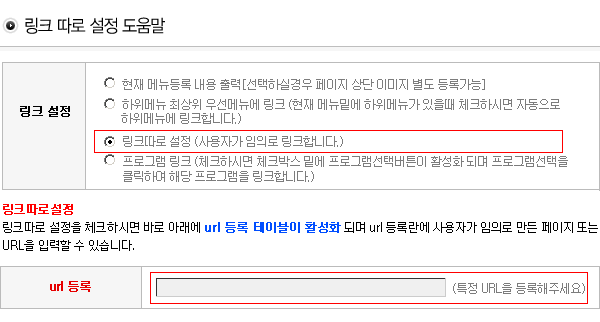 링크 따로 설정 도움말
링크 설정
현재 메뉴등록 내용 출력[선택하실경우 페이지 상단 이미지 별도 등록가능]
하위메뉴 최상위 우선메뉴에 링크 (현재 메뉴밑에 하위메뉴가 있을때 체크하시면 자동으로
하위메뉴에 링크합니다.)
링크따로 설정 (사용자가 임의로 링크합니다.)
프로그램 링크 (체크하시면 체크박스 밑에 프로그램선택버튼이 활성화 되며 프로그램선택을
클릭하여 해당 프로그램을 링크합니다.)
링크따로설정
링크따로 설정을 체크하시면 바로 아래에 url 등록 테이블이 활성화 되며 url 등록란에 사용자가 임의로 만든 페이지 또는
URL을 입력할 수 있습니다.
url 등록
(특정 URL을 등록해주세요)